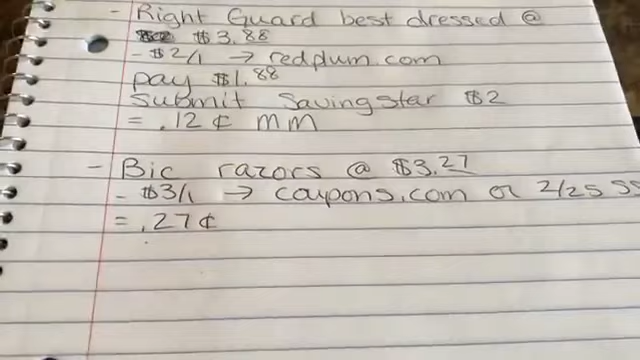 - Right Guard best dressed @
$3.88
- $2/1 → redplum.com
pay $1.88
Submit SavingStar $2
= .12¢ mm
- Bic razors @ $3.27
- $3/1 → coupons.com or 2/25 SS
= .27¢